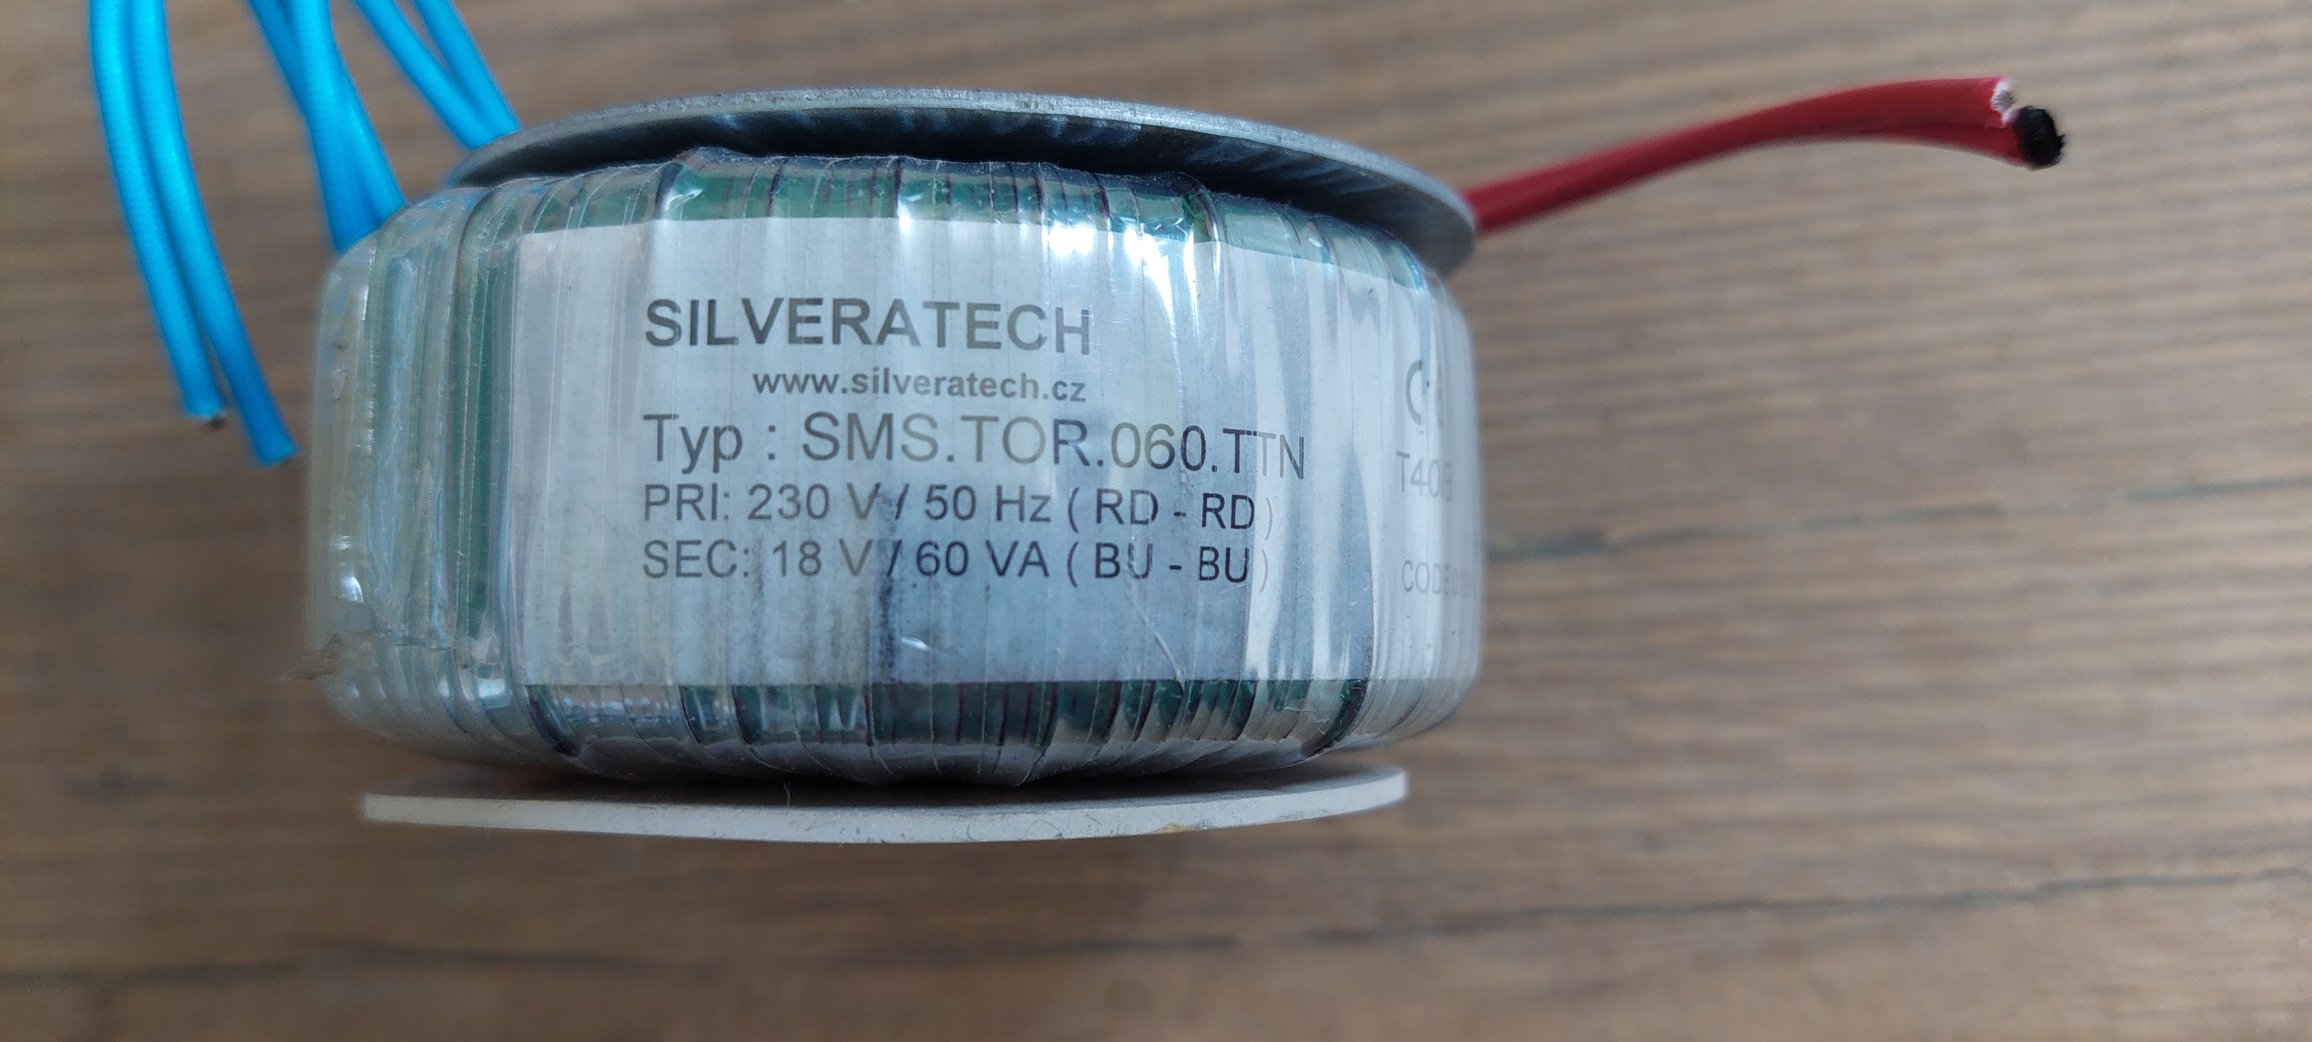 SILVERATECH
www.silveratech.cz
Typ : SMS.TOR.060.TTN
PRI: 230 V / 50 Hz ( RD - RD )
SEC: 18 V / 60 VA ( BU - BU )